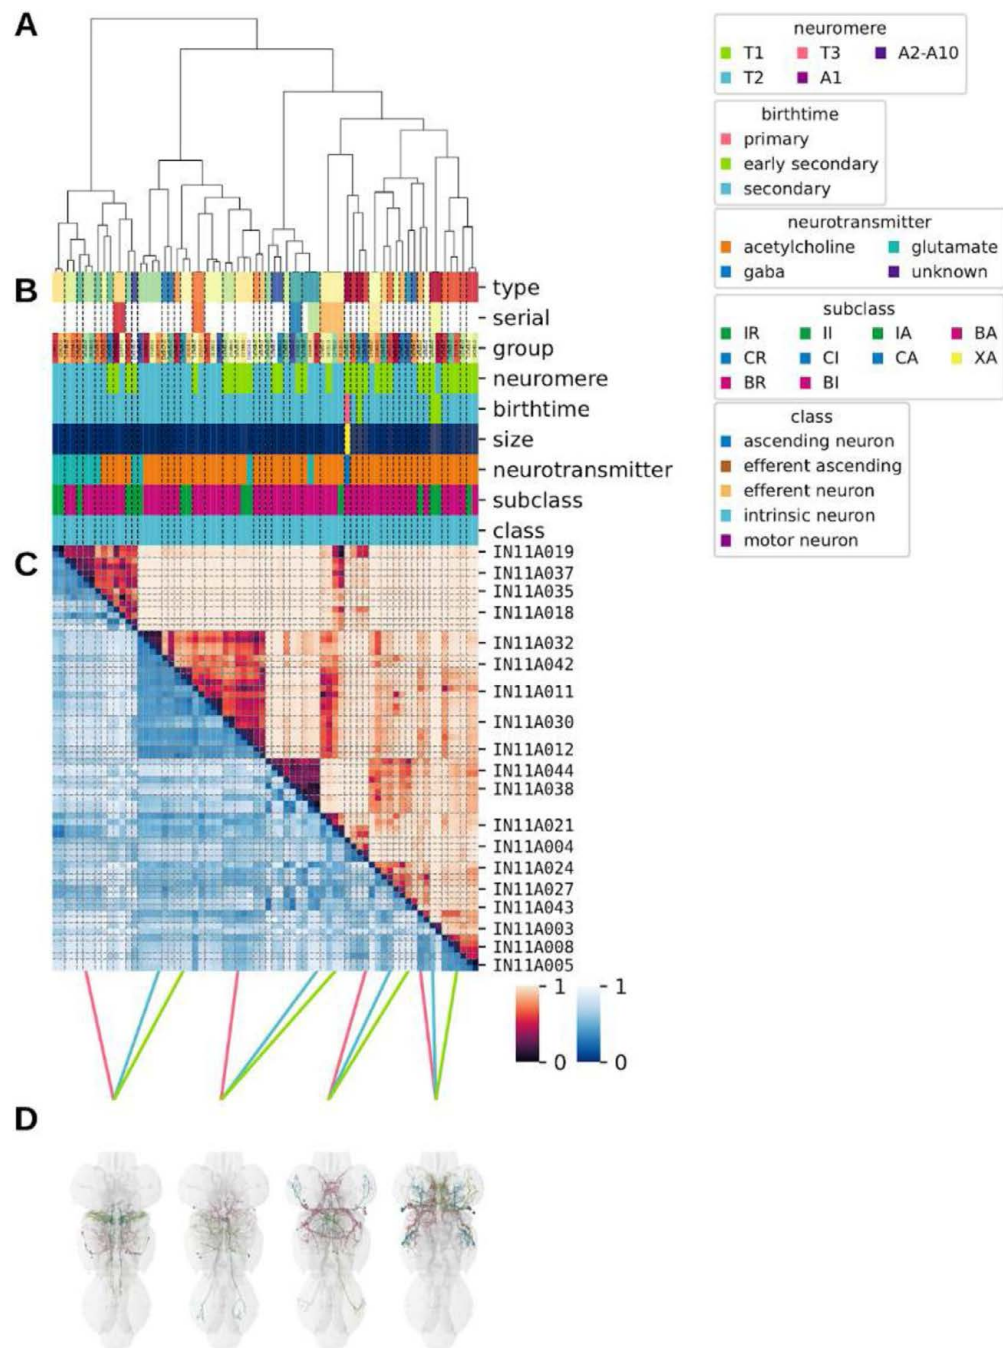 A
neuromere
T1 T3 A2-A10
T2 A1
birthtime
primary
early secondary
secondary
neurotransmitter
acetylcholine glutamate
gaba unknown
subclass
IR II IA BA
CR CI CA XA
BR BI
class
ascending neuron
efferent ascending
efferent neuron
intrinsic neuron
motor neuron
B
type
serial
group
neuromere
birthtime
size
neurotransmitter
subclass
class
C
IN11A019
IN11A037
IN11A035
IN11A018
IN11A032
IN11A042
IN11A011
IN11A030
IN11A012
IN11A044
IN11A038
IN11A021
IN11A004
IN11A024
IN11A027
IN11A043
IN11A003
IN11A008
IN11A005
1 1
0 0
D